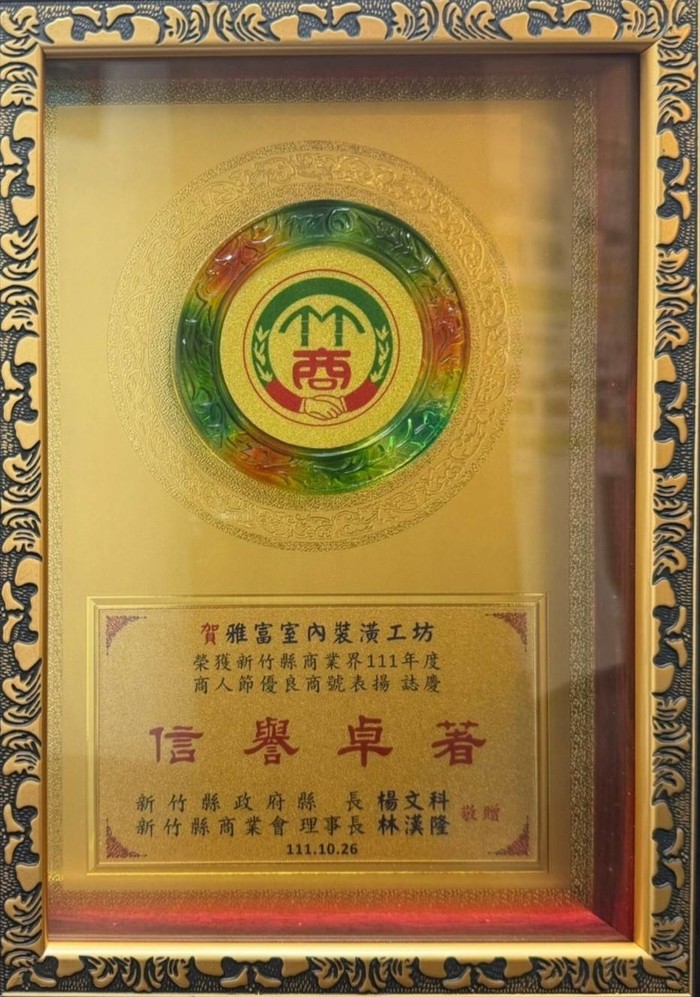 商
賀雅富室內裝潢工坊
榮獲新竹縣商業界111年度
商人節優良商號表揚 誌慶
信譽卓著
新竹縣政府縣 長 楊文科
新竹縣商業會理事長 林漢隆
敬贈
111.10.26